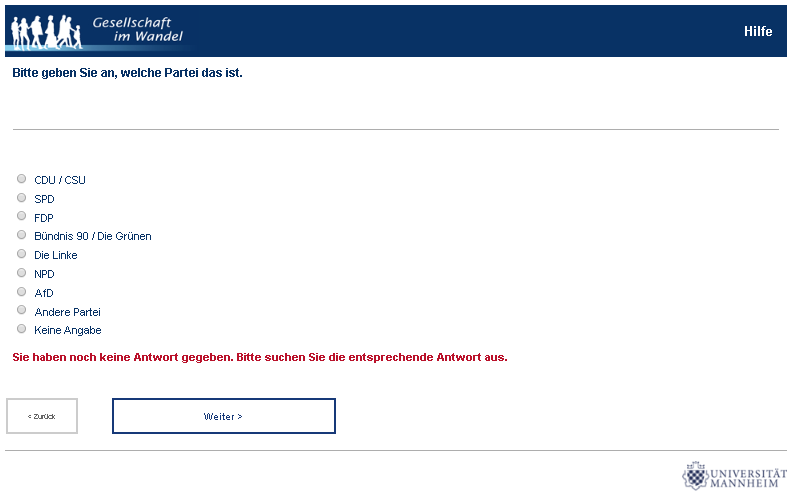 Gesellschaft
im Wandel
Hilfe
Bitte geben Sie an, welche Partei das ist.
CDU / CSU
SPD
FDP
Bündnis 90 / Die Grünen
Die Linke
NPD
AfD
Andere Partei
Keine Angabe
Sie haben noch keine Antwort gegeben. Bitte suchen Sie die entsprechende Antwort aus.
< Zurück
Weiter >
UNIVERSITÄT
MANNHEIM